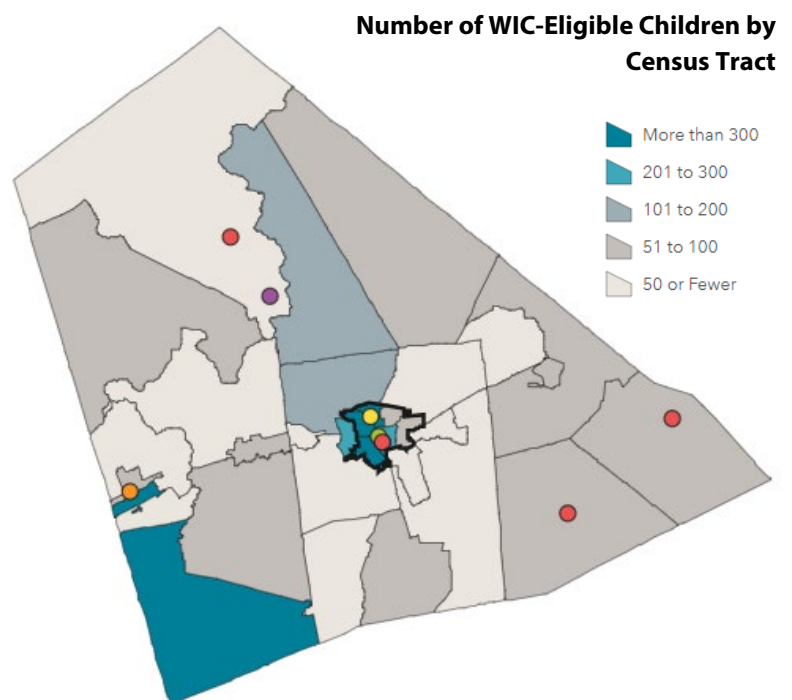 Number of WIC-Eligible Children by
Census Tract
More than 300
201 to 300
101 to 200
51 to 100
50 or Fewer